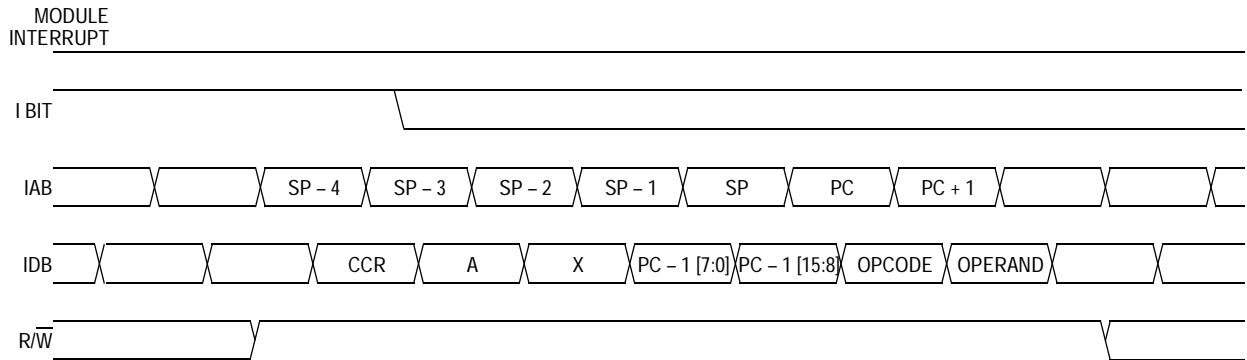 MODULE
INTERRUPT
I BIT
IAB SP – 4 SP – 3 SP – 2 SP – 1 SP PC PC + 1
IDB CCR A X PC – 1 [7:0] PC – 1 [15:8] OPCODE OPERAND
R/W̅